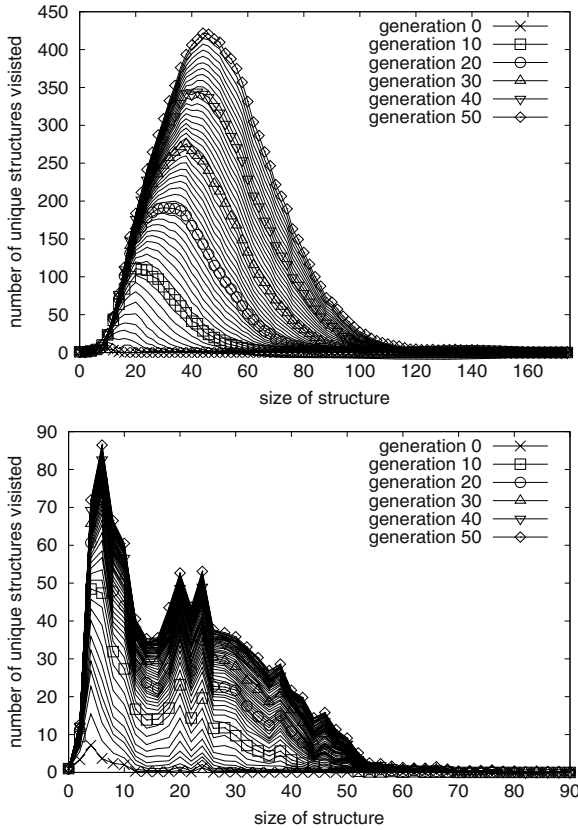 450
400
350
300
250
200
150
100
50
0
number of unique structures visisted
generation 0
generation 10
generation 20
generation 30
generation 40
generation 50
0 20 40 60 80 100 120 140 160
size of structure
90
80
70
60
50
40
30
20
10
0
number of unique structures visisted
generation 0
generation 10
generation 20
generation 30
generation 40
generation 50
0 10 20 30 40 50 60 70 80 90
size of structure